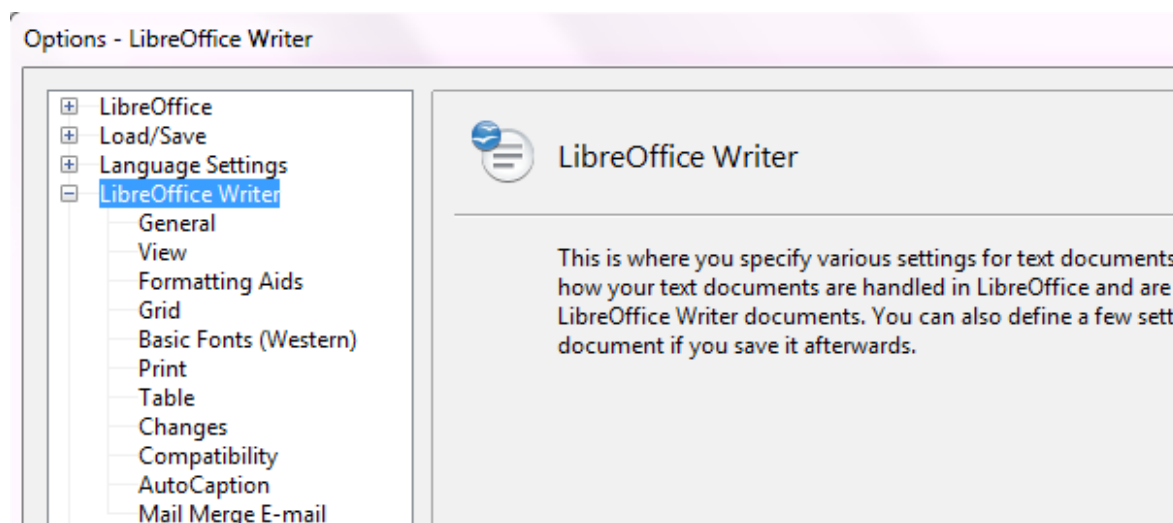 Options - LibreOffice Writer
LibreOffice
Load/Save
Language Settings
LibreOffice Writer
General
View
Formatting Aids
Grid
Basic Fonts (Western)
Print
Table
Changes
Compatibility
AutoCaption
Mail Merge E-mail
LibreOffice Writer
This is where you specify various settings for text documents
how your text documents are handled in LibreOffice and are
LibreOffice Writer documents. You can also define a few sett
document if you save it afterwards.